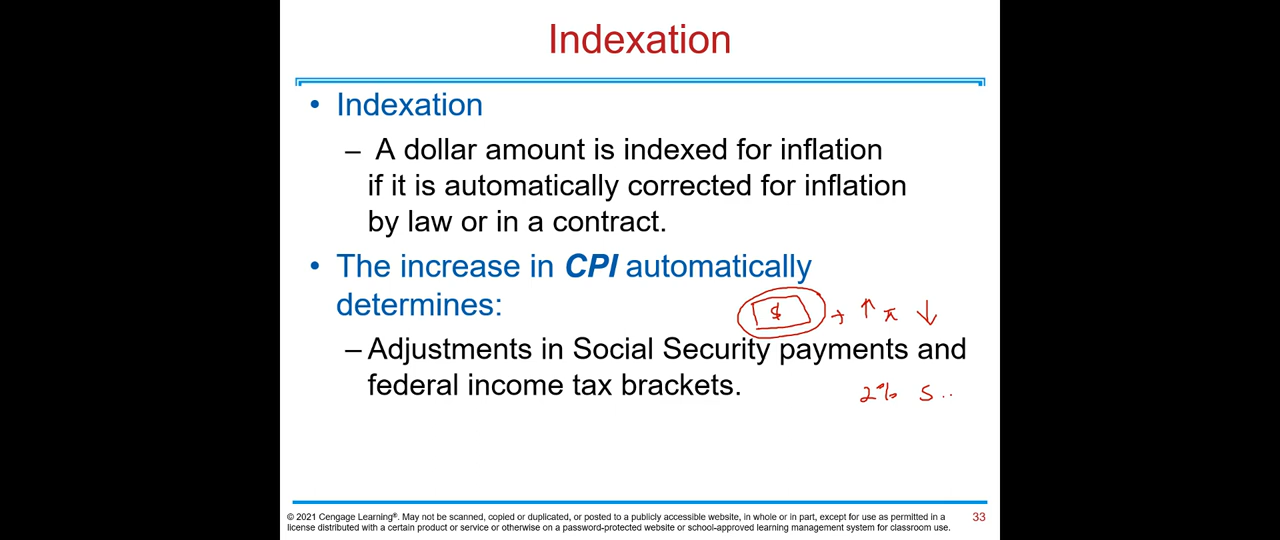 Indexation
• Indexation
– A dollar amount is indexed for inflation
if it is automatically corrected for inflation
by law or in a contract.
• The increase in CPI automatically
determines:
$ → ↑ π ↓
– Adjustments in Social Security payments and
federal income tax brackets.
2% S ..
© 2021 Cengage Learning®. May not be scanned, copied or duplicated, or posted to a publicly accessible website, in whole or in part, except for use as permitted in a
license distributed with a certain product or service or otherwise on a password-protected website or school-approved learning management system for classroom use.
33